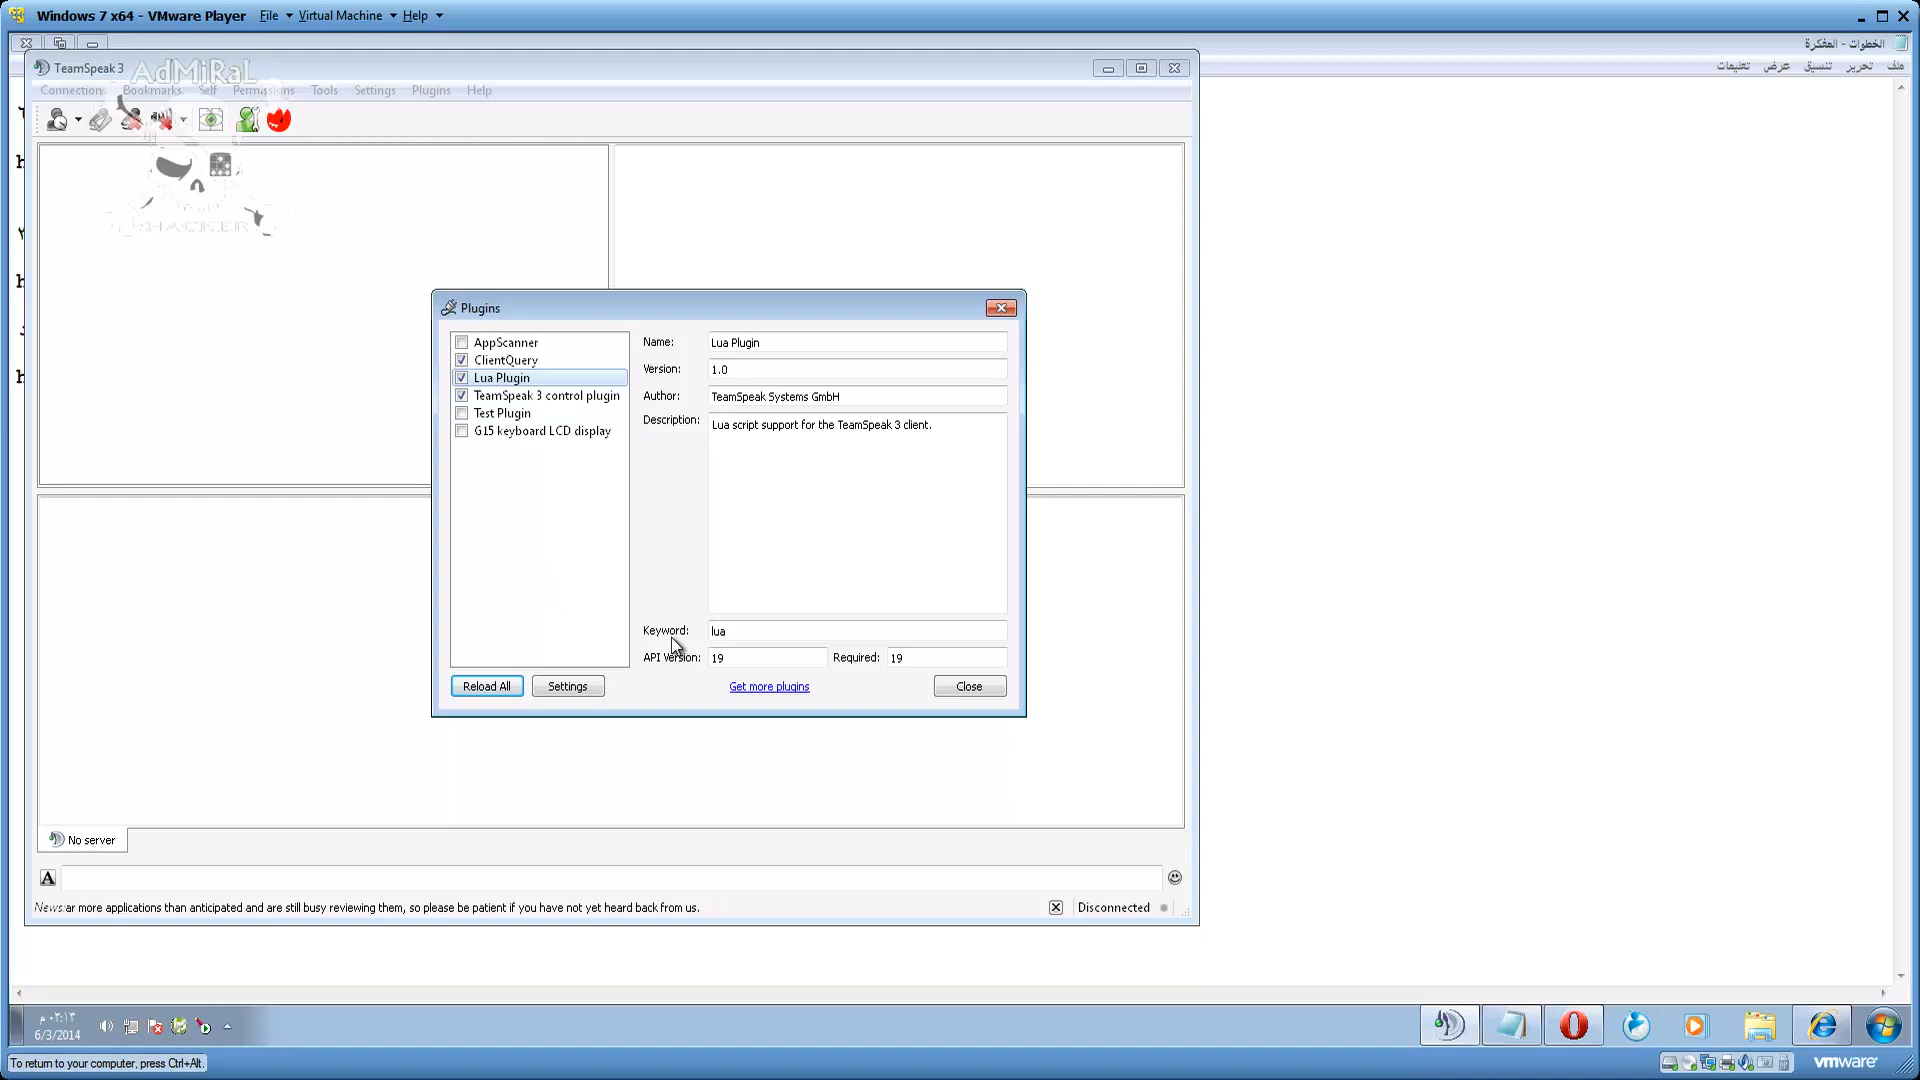 Windows 7 x64 - VMware Player File Virtual Machine Help
الخطوات - المفكرة
ملف تحرير تنسيق عرض تعليمات
TeamSpeak 3
AdMiRaL
Connections Bookmarks Self Permissions Tools Settings Plugins Help
HACKER
Plugins
AppScanner
ClientQuery
Lua Plugin
TeamSpeak 3 control plugin
Test Plugin
G15 keyboard LCD display
Name: Lua Plugin
Version: 1.0
Author: TeamSpeak Systems GmbH
Description: Lua script support for the TeamSpeak 3 client.
Keyword: lua
API Version: 19 Required: 19
Reload All Settings Get more plugins Close
No server
A
News: ar more applications than anticipated and are still busy reviewing them, so please be patient if you have not yet heard back from us.
Disconnected
٠٢:١٣ م
6/3/2014
To return to your computer, press Ctrl+Alt.
vmware